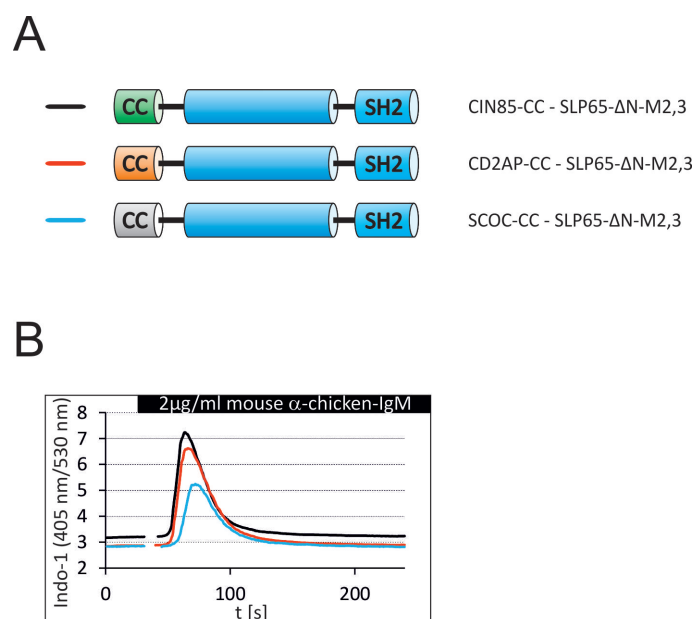 A
CC SH2 CIN85-CC - SLP65-ΔN-M2,3
CC SH2 CD2AP-CC - SLP65-ΔN-M2,3
CC SH2 SCOC-CC - SLP65-ΔN-M2,3
B
2µg/ml mouse α-chicken-IgM
Indo-1 (405 nm/530 nm)
8
7
6
5
4
3
2
0 100 200
t [s]